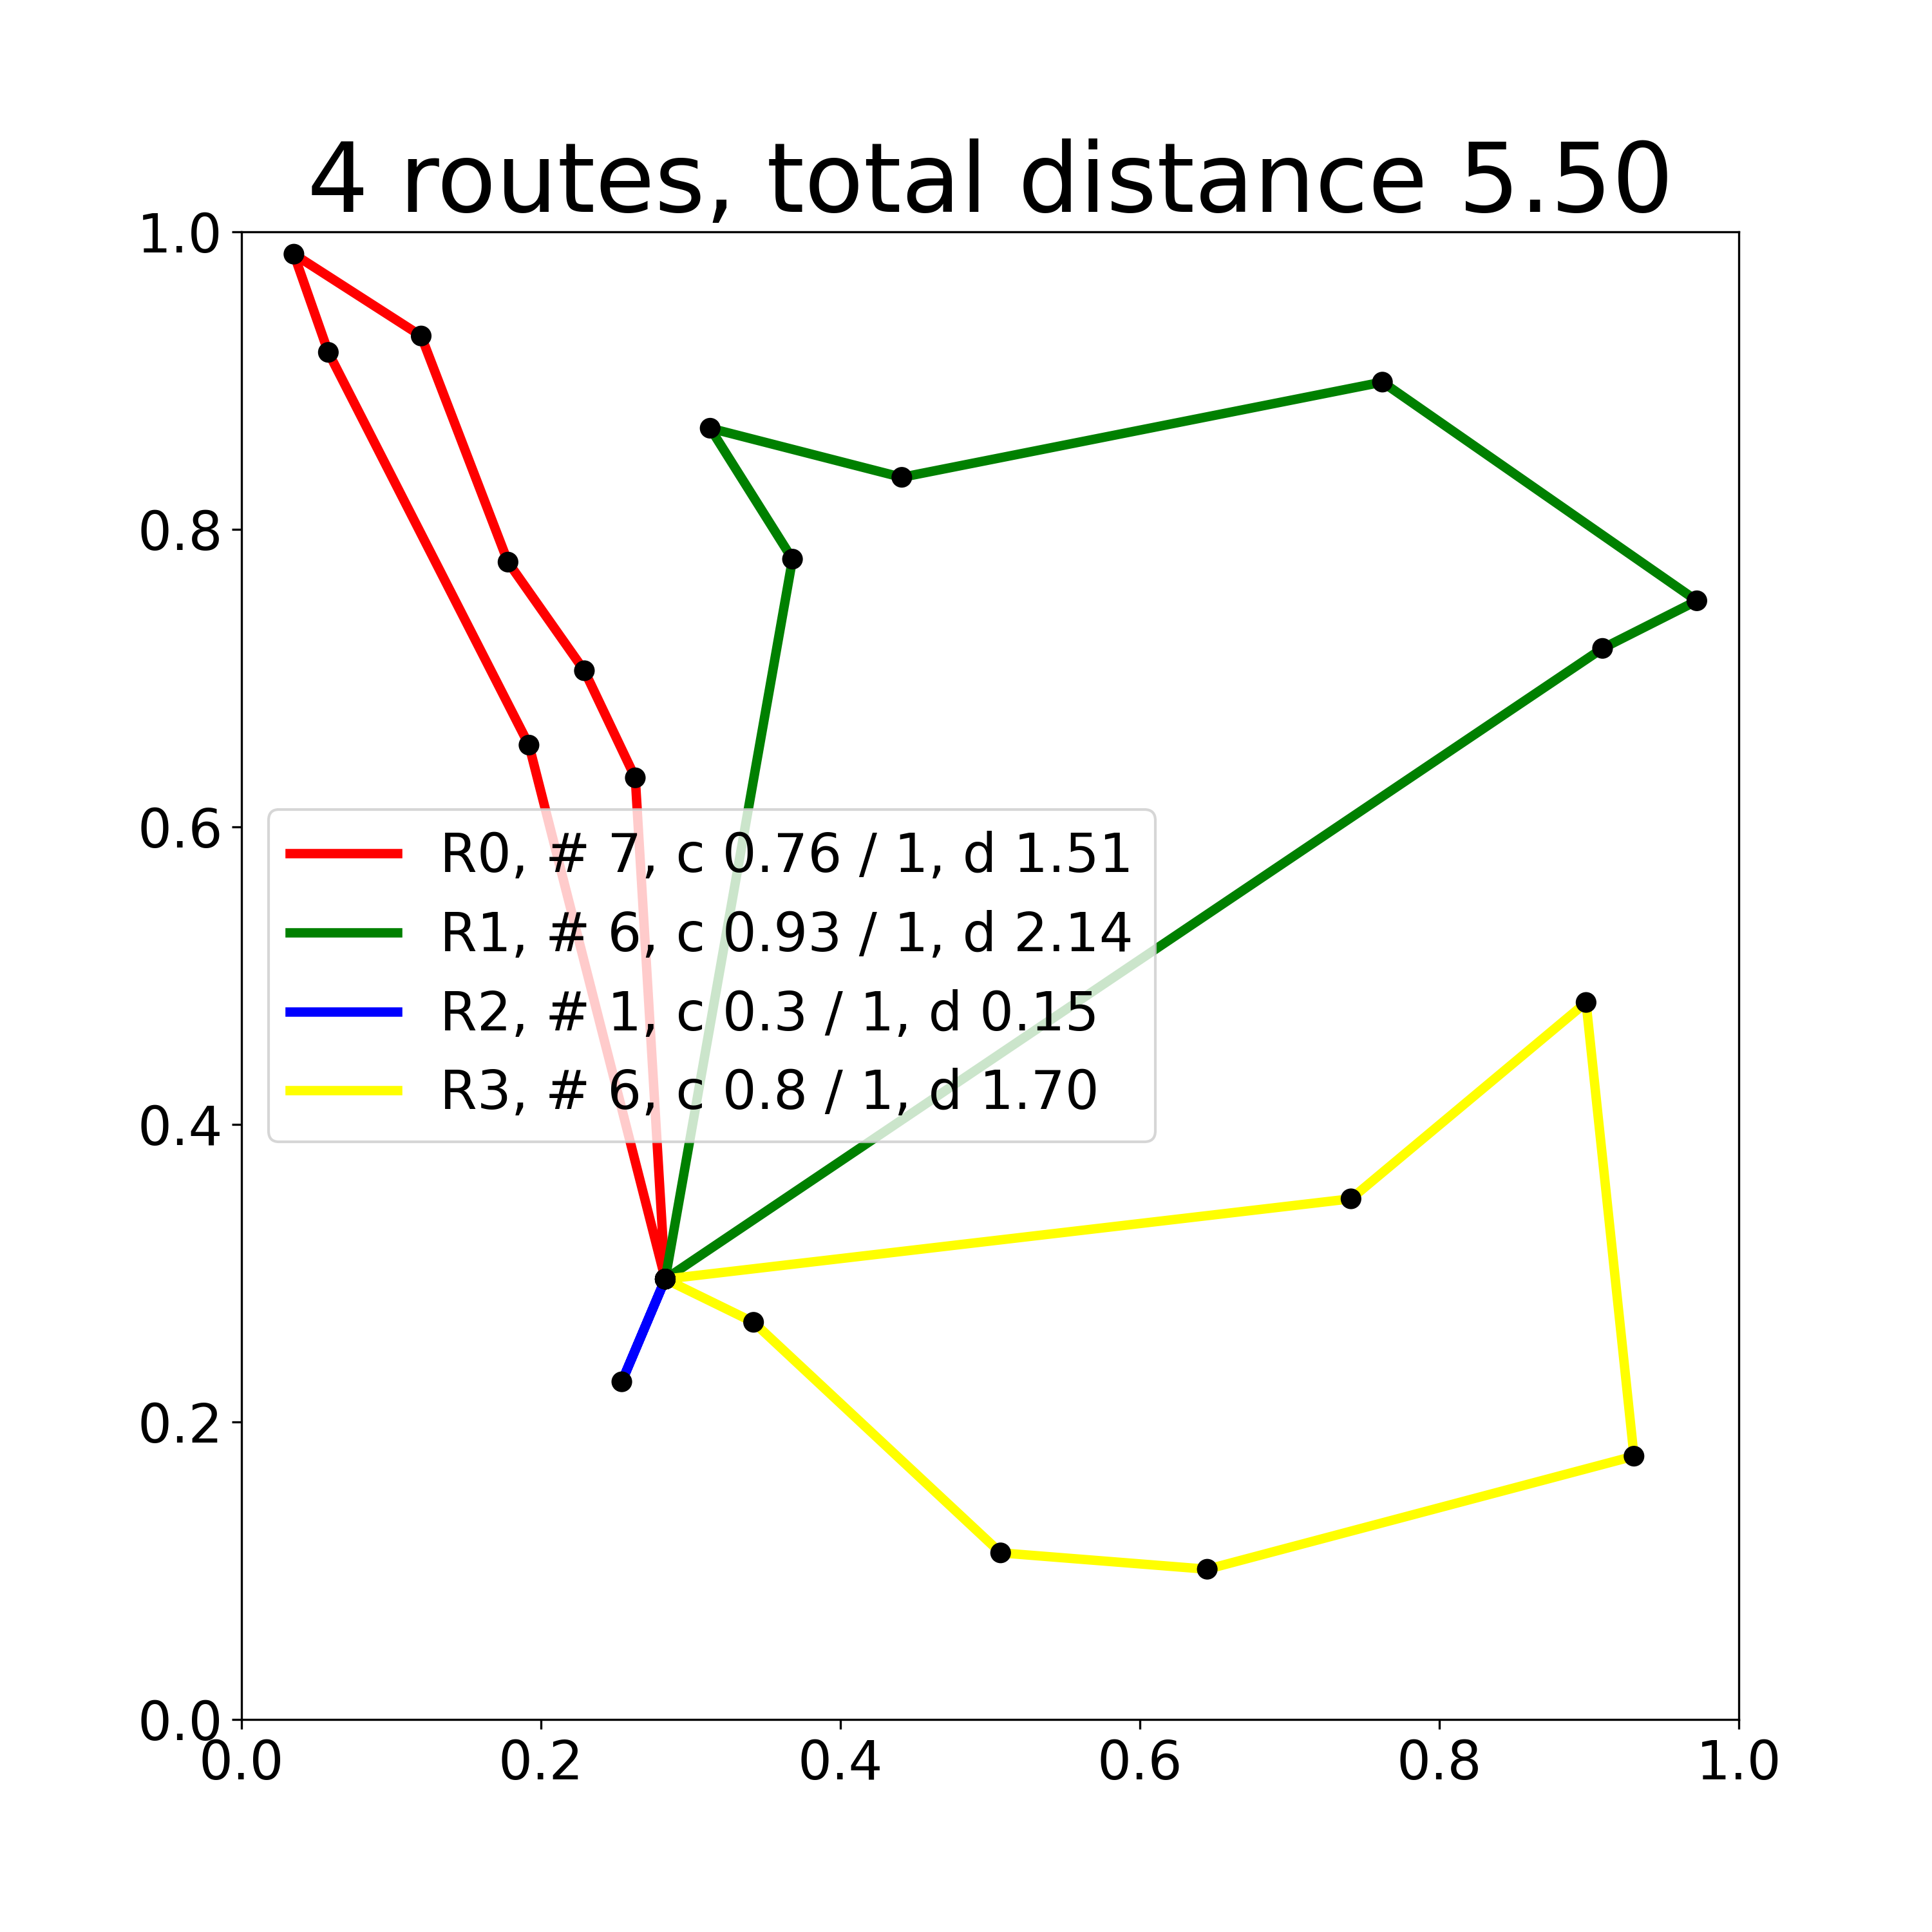 4 routes, total distance 5.50
1.0
0.8
0.6
0.4
0.2
0.0
R0, # 7, c 0.76 / 1, d 1.51
R1, # 6, c 0.93 / 1, d 2.14
R2, # 1, c 0.3 / 1, d 0.15
R3, # 6, c 0.8 / 1, d 1.70
0.0 0.2 0.4 0.6 0.8 1.0